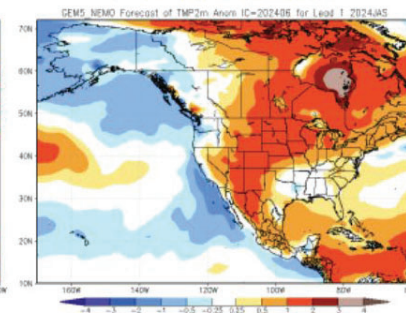 GEM5 NEMO Forecast of TMP2m Anom IC=202406 for Lead 1 2024JAS
70N
60N
50N
40N
30N
20N
10N
160W 140W 120W 100W 80W
-4 -3 -2 -1 -0.5 -0.25 0.25 0.5 1 2 3 4